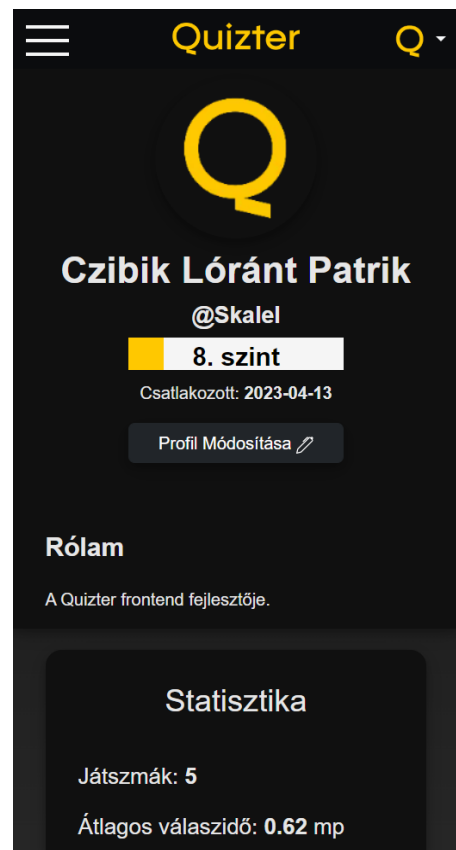 Quizter
Czibik Lóránt Patrik
@Skalel
8. szint
Csatlakozott: 2023-04-13
Profil Módosítása
Rólam
A Quizter frontend fejlesztője.
Statisztika
Játszmák: 5
Átlagos válaszidő: 0.62 mp